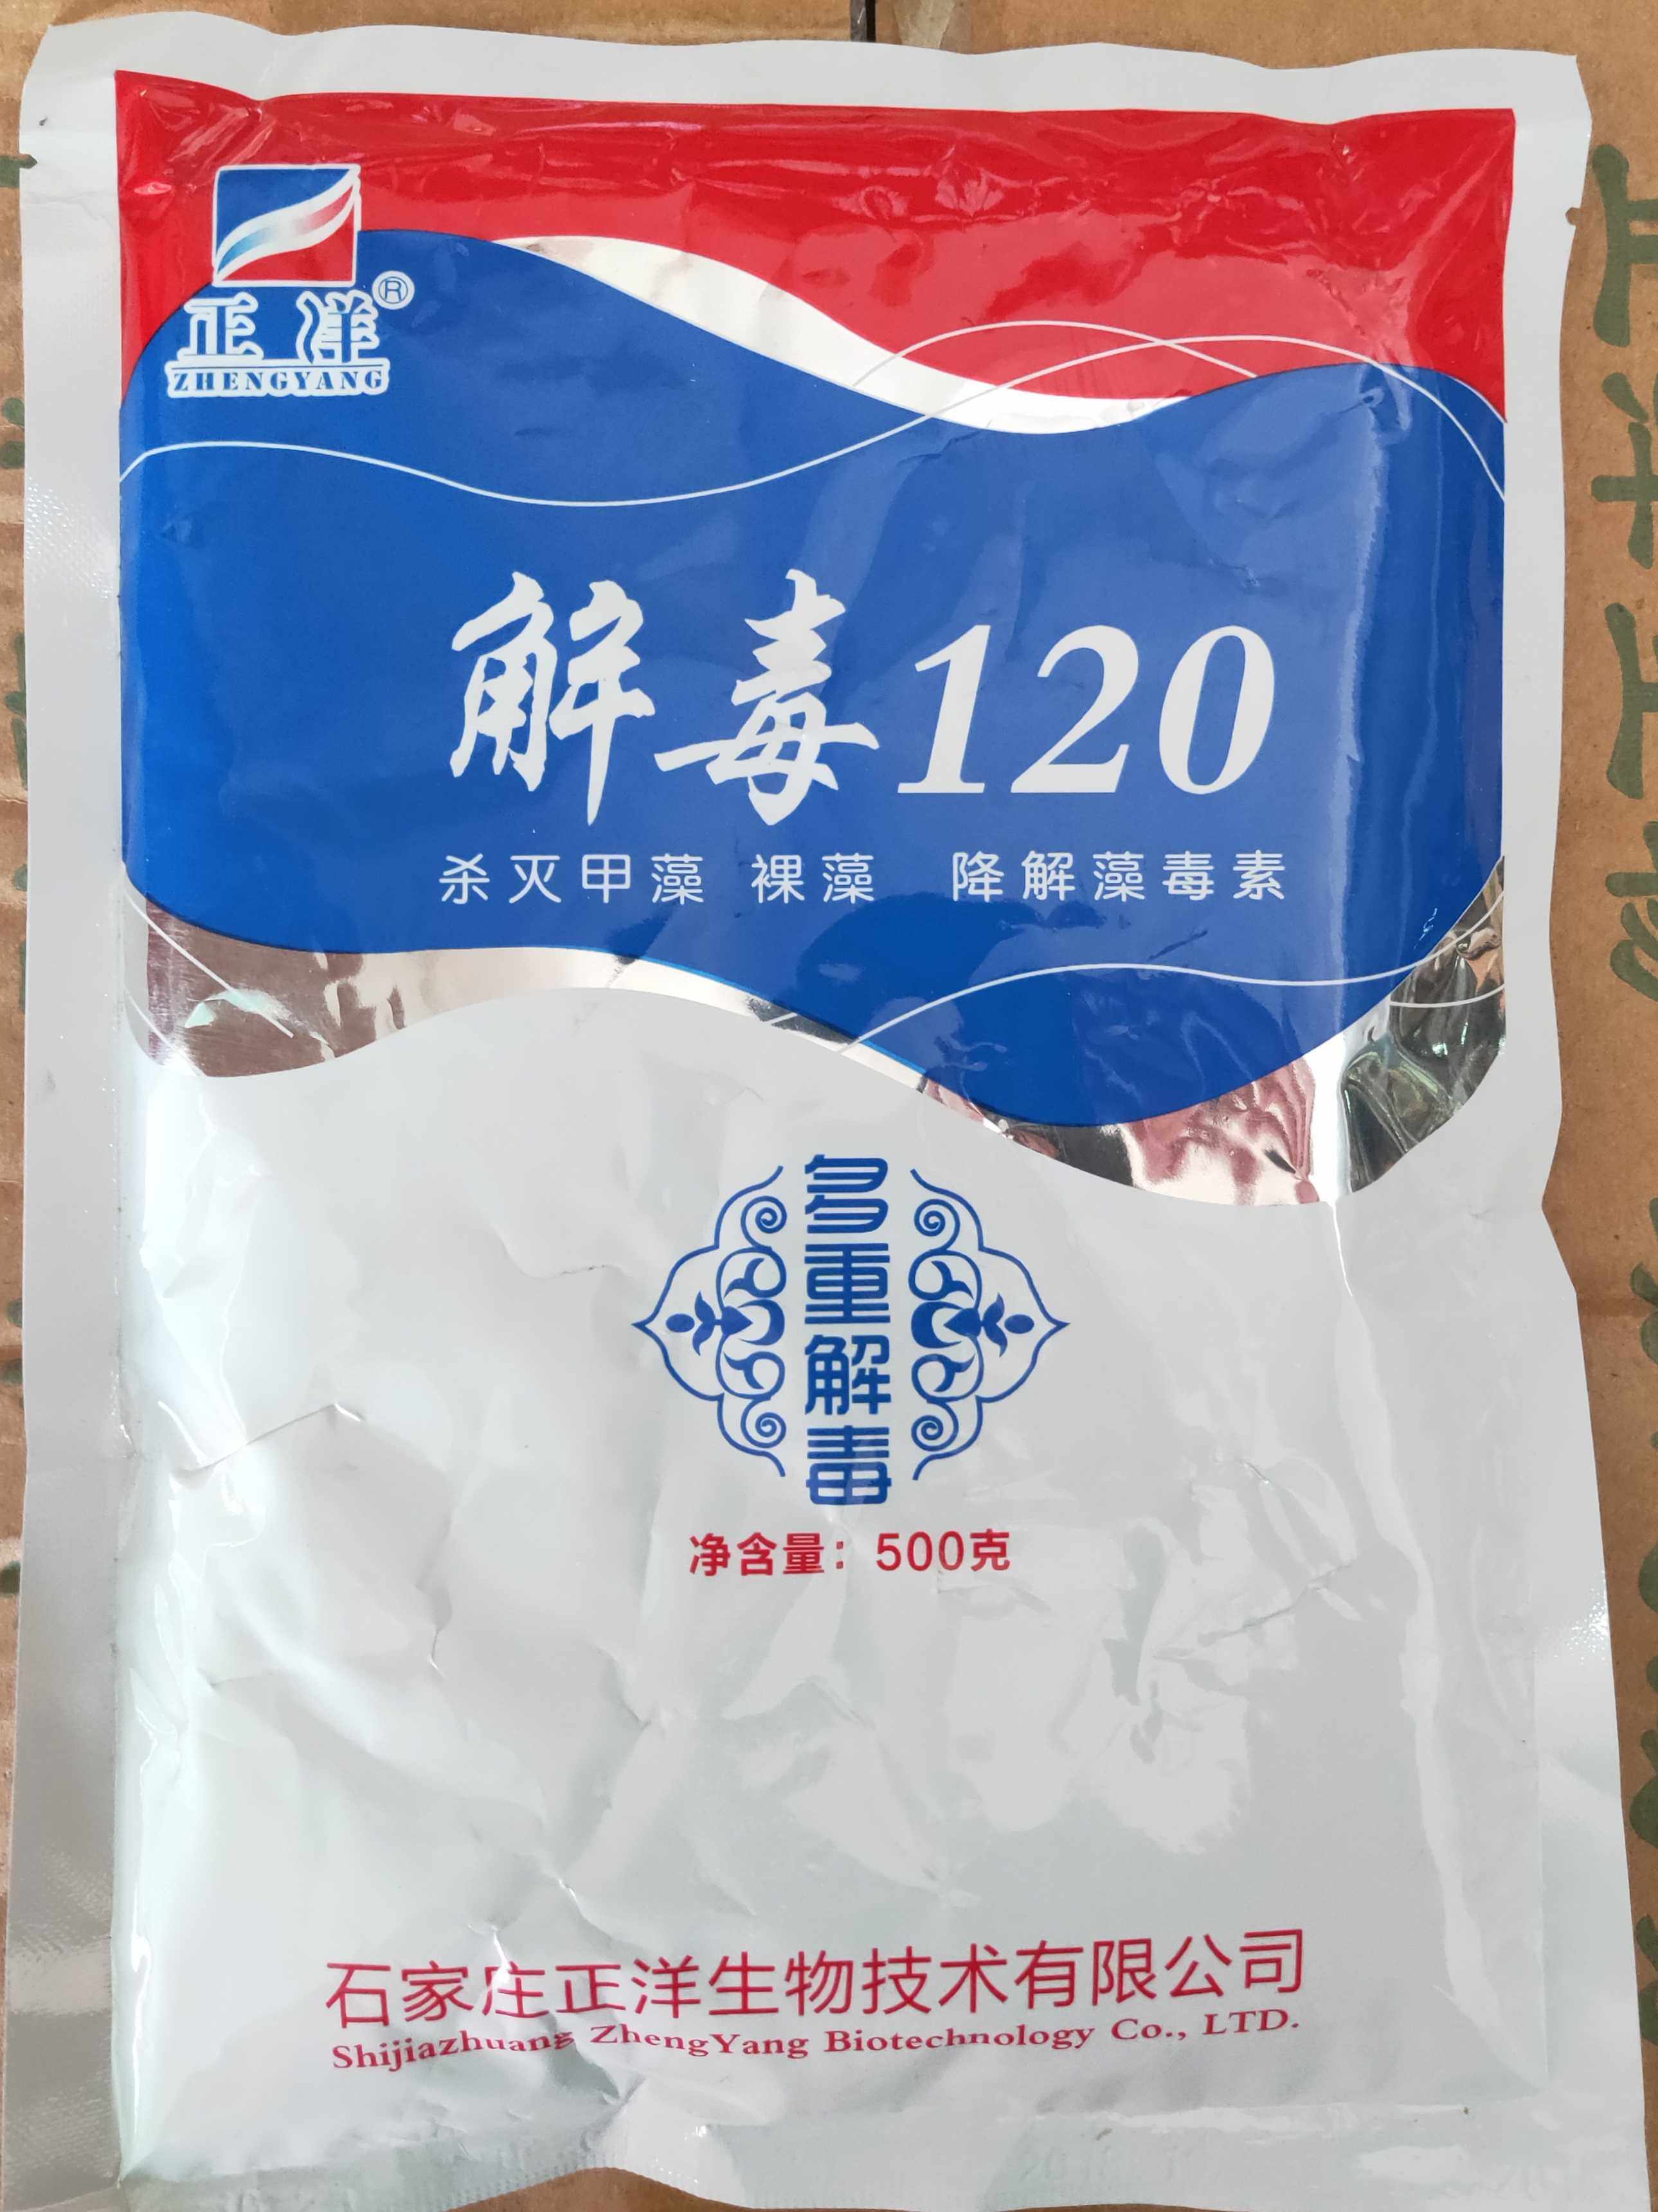 正洋®
ZHENGYANG
解毒120
杀灭甲藻 裸藻 降解藻毒素
多重解毒
净含量：500克
石家庄正洋生物技术有限公司
Shijiazhuang ZhengYang Biotechnology Co., LTD.